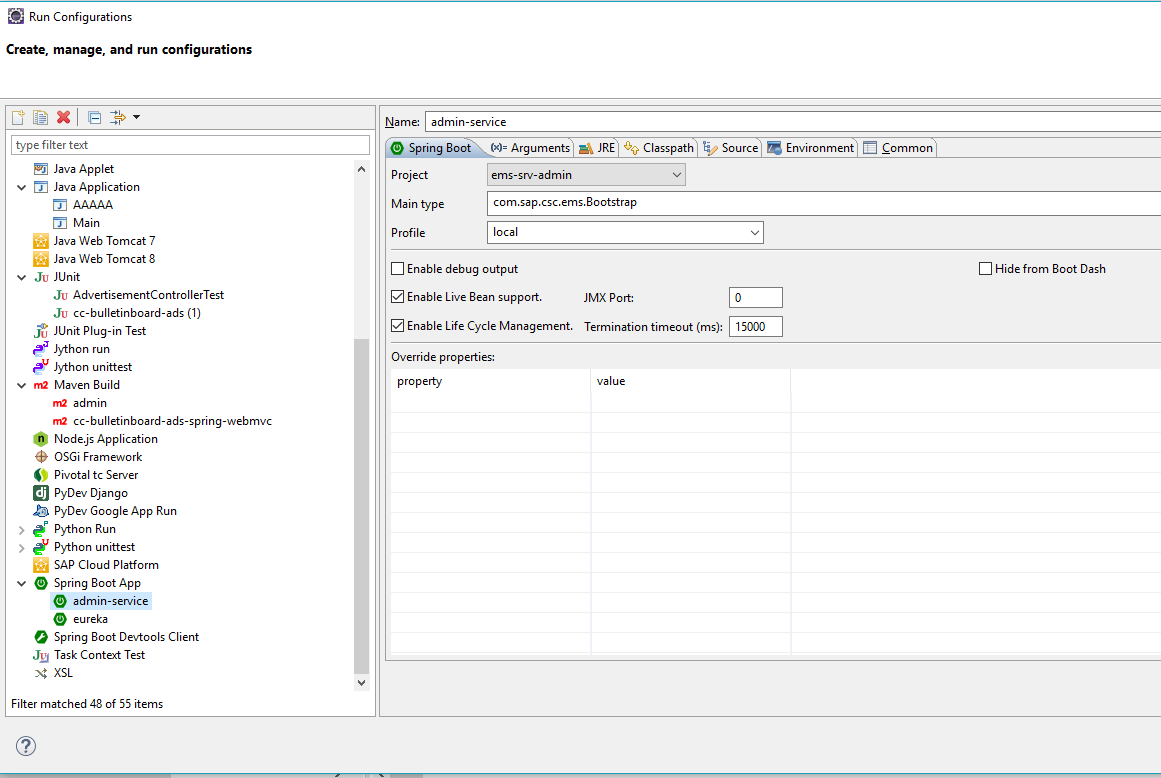 Run Configurations
Create, manage, and run configurations
type filter text
Java Applet
Java Application
AAAAA
Main
Java Web Tomcat 7
Java Web Tomcat 8
JUnit
AdvertisementControllerTest
cc-bulletinboard-ads (1)
JUnit Plug-in Test
Jython run
Jython unittest
Maven Build
admin
cc-bulletinboard-ads-spring-webmvc
Node.js Application
OSGi Framework
Pivotal tc Server
PyDev Django
PyDev Google App Run
Python Run
Python unittest
SAP Cloud Platform
Spring Boot App
admin-service
eureka
Spring Boot Devtools Client
Task Context Test
XSL
Filter matched 48 of 55 items
Name: admin-service
Spring Boot (x)= Arguments JRE Classpath Source Environment Common
Project ems-srv-admin
Main type com.sap.csc.ems.Bootstrap
Profile local
Enable debug output Hide from Boot Dash
Enable Live Bean support. JMX Port: 0
Enable Life Cycle Management. Termination timeout (ms): 15000
Override properties:
property value